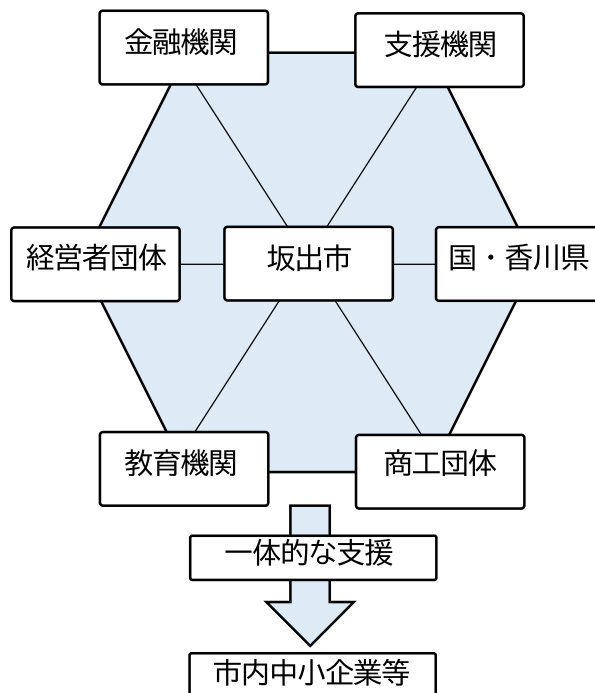 金融機関
支援機関
経営者団体
坂出市
国・香川県
教育機関
商工団体
一体的な支援
市内中小企業等